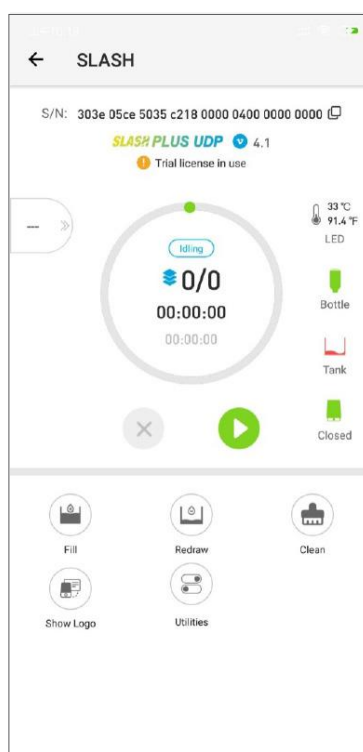 SLASH
S/N: 303e 05ce 5035 c218 0000 0400 0000 0000
SLASH PLUS UDP V 4.1
Trial license in use
33 ℃
91.4 ℉
LED
---
Idling
0/0
00:00:00
00:00:00
Bottle
Tank
Closed
Fill
Redraw
Clean
Show Logo
Utilities